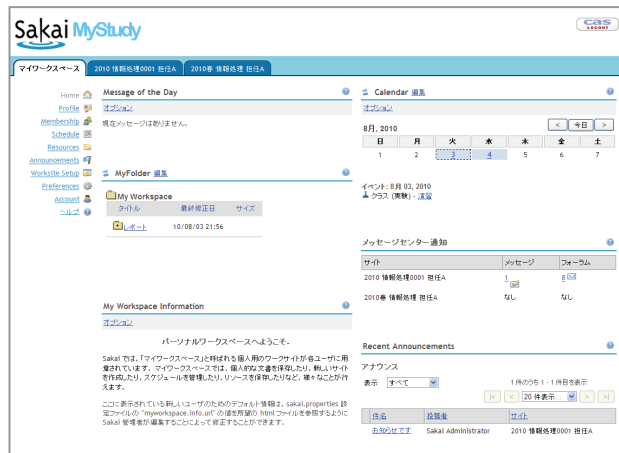 Sakai MyStudy
CAS
LOGOUT
マイワークスペース
2010 情報処理0001 担任A
2010春 情報処理 担任A
Home
Profile
Membership
Schedule
Resources
Announcements
Worksite Setup
Preferences
Account
ヘルプ
Message of the Day
オプション
現在メッセージはありません。
MyFolder 編集
My Workspace
タイトル 最終修正日 サイズ
レポート 10/08/03 21:56
My Workspace Information
オプション
パーソナルワークスペースへようこそ。
Sakai では、「マイワークスペース」と呼ばれる個人用のワークサイトが各ユーザに用
意されています。マイワークスペースでは、個人的な文書を保存したり、新しいサイト
を作成したり、スケジュールを管理したり、リソースを保存したりなど、様々なことが行
えます。
ここに表示されている新しいユーザのためのデフォルト情報は、sakai.properties 設
定ファイルの "myworkspace.info.url" の値を所望の html ファイルを参照するように
Sakai 管理者が編集することによって修正することができます。
Calendar 編集
オプション
8月, 2010
< 今日 >
日 月 火 水 木 金 土
1 2 3 4 5 6 7
イベント: 8月 03, 2010
クラス (実験) - 演習
メッセージセンター通知
サイト メッセージ フォーラム
2010 情報処理0001 担任A 1 8
2010春 情報処理 担任A なし なし
Recent Announcements
アナウンス
表示 すべて 1件のうち 1 - 1 件目を表示
|< < 20 件表示... > >|
件名 投稿者 サイト
お知らせです Sakai Administrator 2010 情報処理0001 担任A